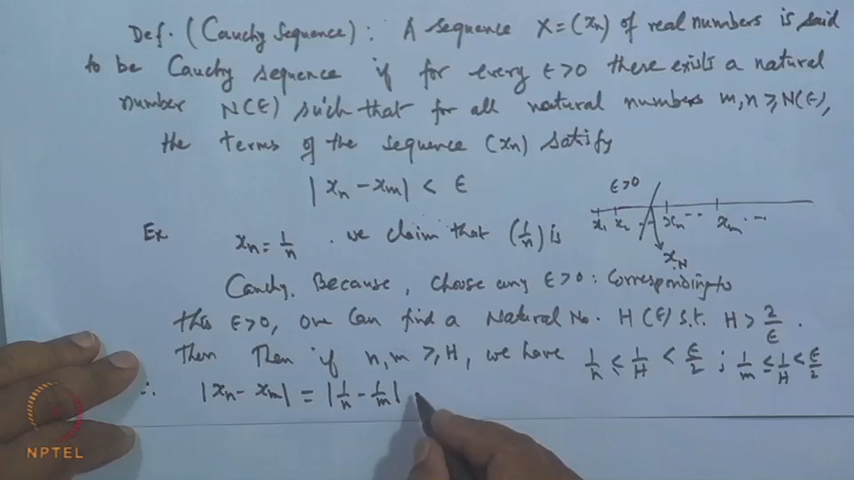 Def. (Cauchy Sequence) : A sequence X = (xn) of real numbers is said
to be Cauchy sequence if for every ε>0 there exists a natural
number N(ε) such that for all natural numbers m,n ≥ N(ε),
the terms of the sequence (xn) satisfy
|xn - xm| < ε
ε>0
x1 x2 ... xn ... xm ...
xN
Ex xn = 1/n . we claim that (1/n) is
Cauchy. Because, choose any ε>0 : Corresponding to
this ε>0, one can find a Natural No. H(ε) s.t. H > 2/ε .
Then Then if n,m ≥ H, we have 1/n ≤ 1/H < ε/2 ; 1/m ≤ 1/H < ε/2
∴ |xn - xm| = |1/n - 1/m|
NPTEL